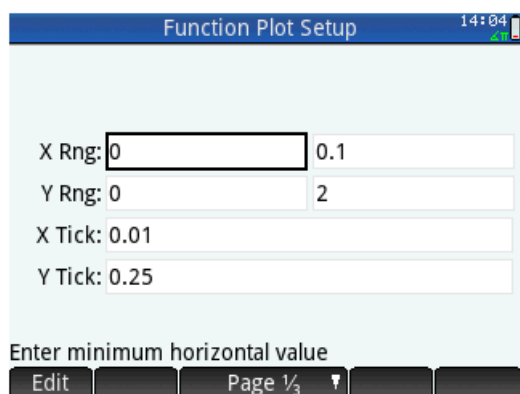 Function Plot Setup 14:04
∡π
X Rng: 0 0.1
Y Rng: 0 2
X Tick: 0.01
Y Tick: 0.25
Enter minimum horizontal value
Edit Page ⅓